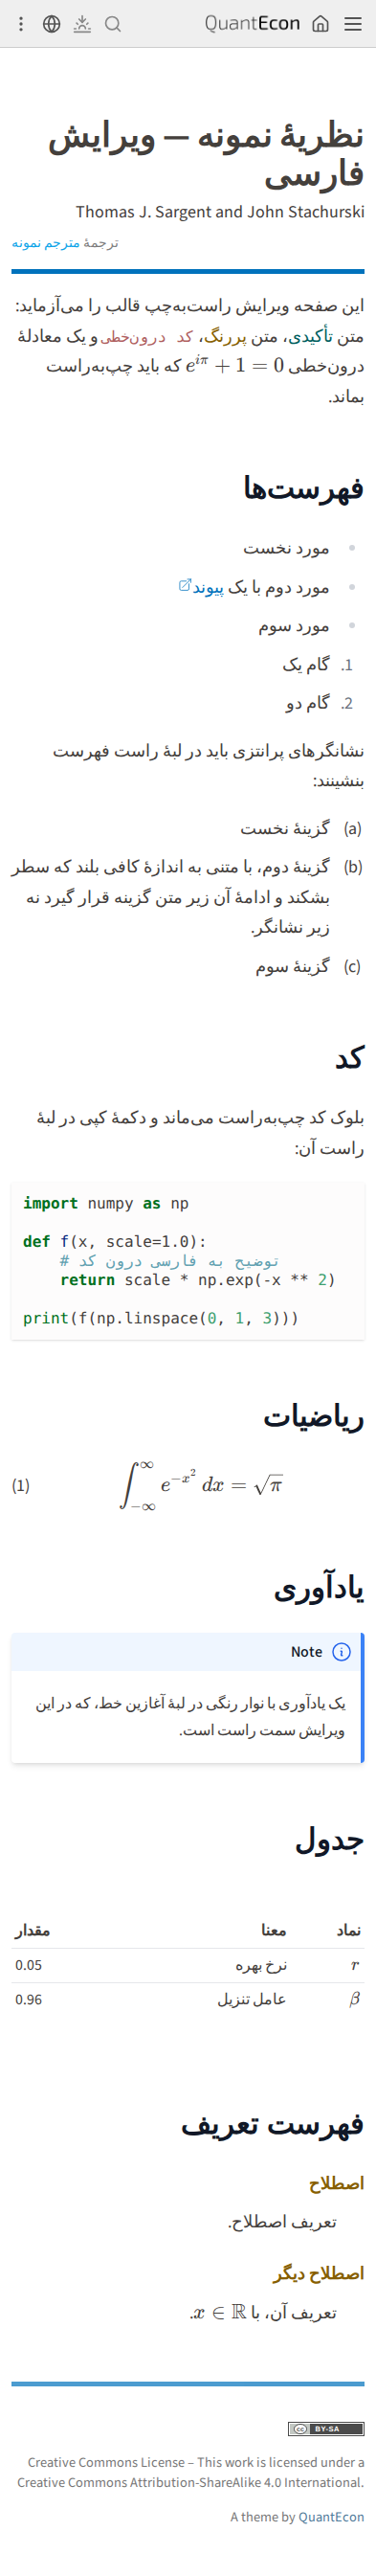 QuantEcon
نظریهٔ نمونه — ویرایش
فارسی
Thomas J. Sargent and John Stachurski
ترجمهٔ مترجم نمونه
این صفحه ویرایش راست‌به‌چپ قالب را می‌آزماید:
متن تأکیدی، متن پررنگ، کد درون‌خطی و یک معادلهٔ
درون‌خطی e^{iπ} + 1 = 0 که باید چپ‌به‌راست
بماند.
فهرست‌ها
• مورد نخست
• مورد دوم با یک پیوند
• مورد سوم
1. گام یک
2. گام دو
نشانگرهای پرانتزی باید در لبهٔ راست فهرست
بنشینند:
(a) گزینهٔ نخست
(b) گزینهٔ دوم، با متنی به اندازهٔ کافی بلند که سطر
بشکند و ادامهٔ آن زیر متن گزینه قرار گیرد نه
زیر نشانگر.
(c) گزینهٔ سوم
کد
بلوک کد چپ‌به‌راست می‌ماند و دکمهٔ کپی در لبهٔ
راست آن:
import numpy as np
def f(x, scale=1.0):
    # توضیح به فارسی درون کد
    return scale * np.exp(-x ** 2)
print(f(np.linspace(0, 1, 3)))
ریاضیات
∫_{-∞}^{∞} e^{-x^2} dx = √π (1)
یادآوری
Note
یک یادآوری با نوار رنگی در لبهٔ آغازین خط، که در این
ویرایش سمت راست است.
جدول
نماد معنا مقدار
r نرخ بهره 0.05
β عامل تنزیل 0.96
فهرست تعریف
اصطلاح
تعریف اصطلاح.
اصطلاح دیگر
تعریف آن، با x ∈ ℝ.
cc BY-SA
Creative Commons License – This work is licensed under a
Creative Commons Attribution-ShareAlike 4.0 International.
A theme by QuantEcon